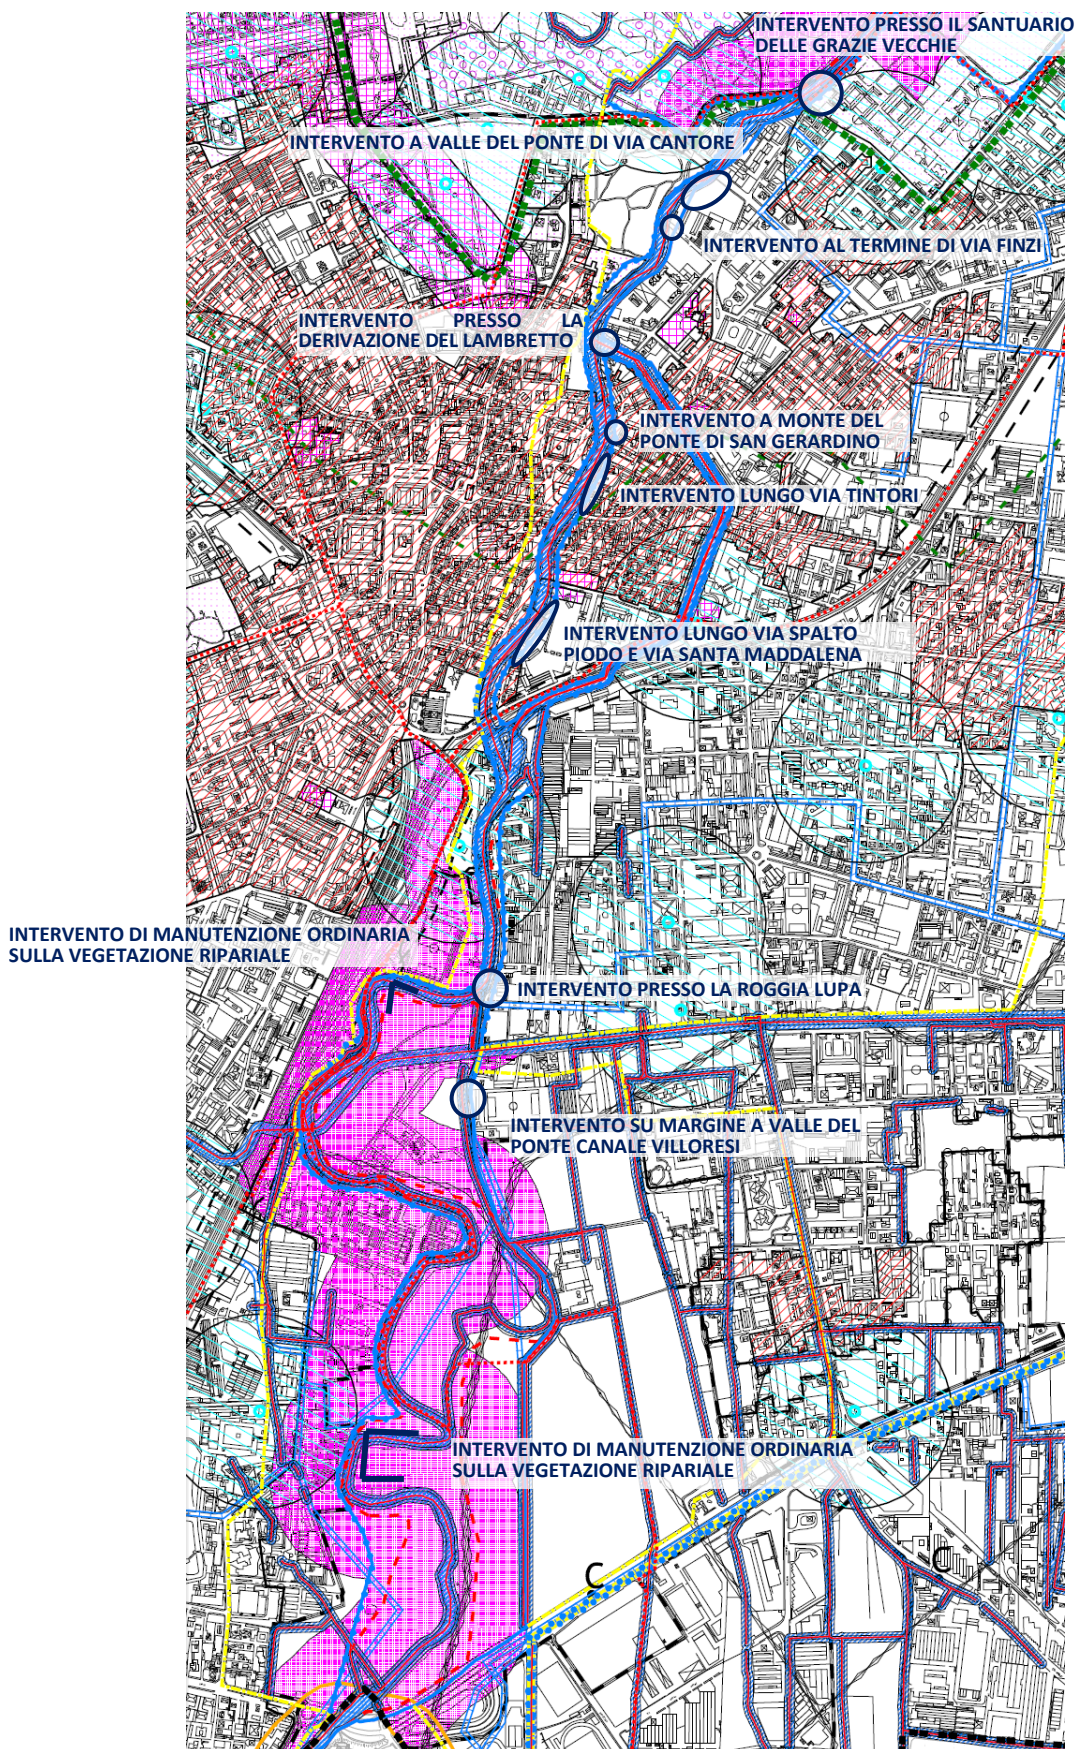 INTERVENTO PRESSO IL SANTUARIO
DELLE GRAZIE VECCHIE
INTERVENTO A VALLE DEL PONTE DI VIA CANTORE
INTERVENTO AL TERMINE DI VIA FINZI
INTERVENTO PRESSO LA
DERIVAZIONE DEL LAMBRETTO
INTERVENTO A MONTE DEL
PONTE DI SAN GERARDINO
INTERVENTO LUNGO VIA TINTORI
INTERVENTO LUNGO VIA SPALTO
PIODO E VIA SANTA MADDALENA
INTERVENTO DI MANUTENZIONE ORDINARIA
SULLA VEGETAZIONE RIPARIALE
INTERVENTO PRESSO LA ROGGIA LUPA
INTERVENTO SU MARGINE A VALLE DEL
PONTE CANALE VILLORESI
INTERVENTO DI MANUTENZIONE ORDINARIA
SULLA VEGETAZIONE RIPARIALE
C
C